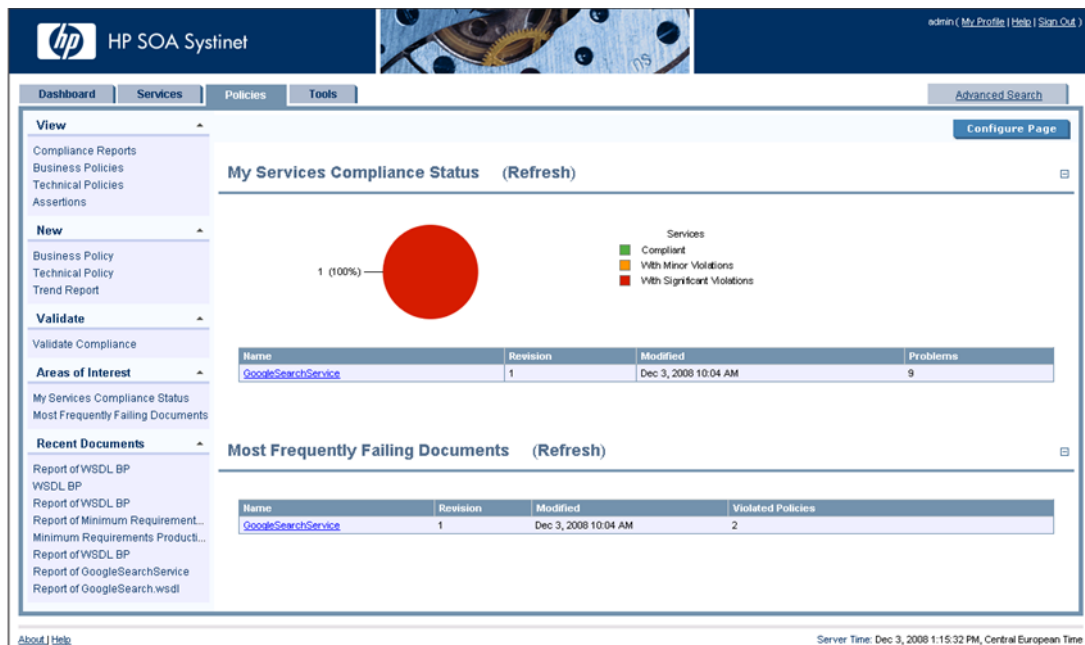 hp HP SOA Systinet
admin ( My Profile | Help | Sign Out )
Dashboard Services Policies Tools Advanced Search
Configure Page
View
Compliance Reports
Business Policies
Technical Policies
Assertions
New
Business Policy
Technical Policy
Trend Report
Validate
Validate Compliance
Areas of Interest
My Services Compliance Status
Most Frequently Failing Documents
Recent Documents
Report of WSDL BP
WSDL BP
Report of WSDL BP
Report of Minimum Requirement...
Minimum Requirements Producti...
Report of WSDL BP
Report of GoogleSearchService
Report of GoogleSearch.wsdl
My Services Compliance Status (Refresh)
1 (100%)
Services
Compliant
With Minor Violations
With Significant Violations
Name Revision Modified Problems
GoogleSearchService 1 Dec 3, 2008 10:04 AM 9
Most Frequently Failing Documents (Refresh)
Name Revision Modified Violated Policies
GoogleSearchService 1 Dec 3, 2008 10:04 AM 2
About | Help
Server Time: Dec 3, 2008 1:15:32 PM, Central European Time